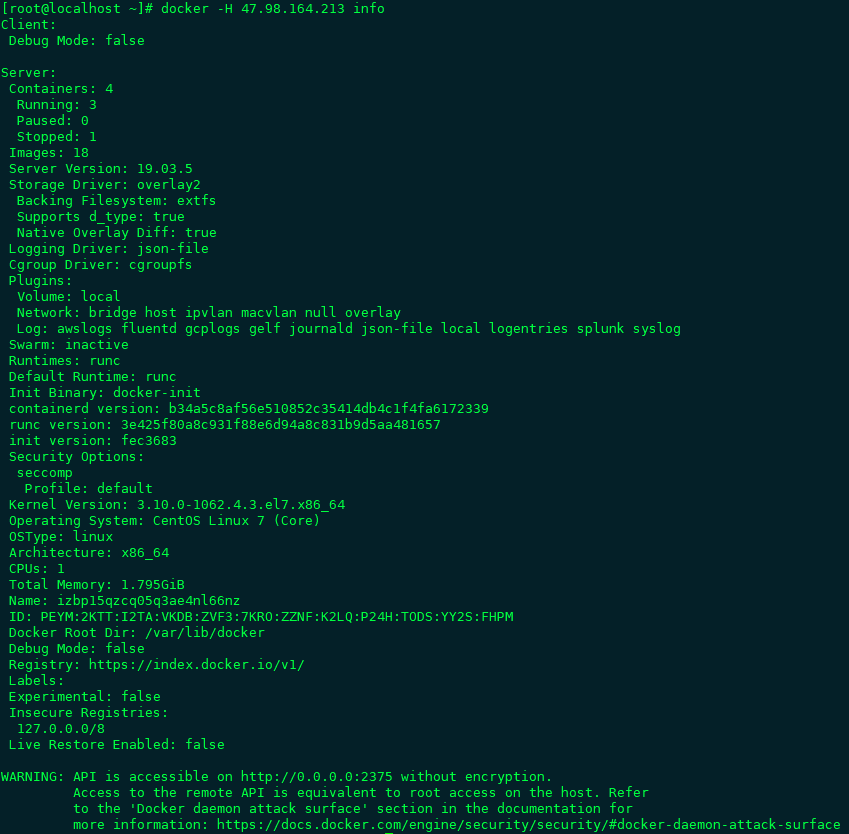 [root@localhost ~]# docker -H 47.98.164.213 info
Client:
 Debug Mode: false

Server:
 Containers: 4
  Running: 3
  Paused: 0
  Stopped: 1
 Images: 18
 Server Version: 19.03.5
 Storage Driver: overlay2
  Backing Filesystem: extfs
  Supports d_type: true
  Native Overlay Diff: true
 Logging Driver: json-file
 Cgroup Driver: cgroupfs
 Plugins:
  Volume: local
  Network: bridge host ipvlan macvlan null overlay
  Log: awslogs fluentd gcplogs gelf journald json-file local logentries splunk syslog
 Swarm: inactive
 Runtimes: runc
 Default Runtime: runc
 Init Binary: docker-init
 containerd version: b34a5c8af56e510852c35414db4c1f4fa6172339
 runc version: 3e425f80a8c931f88e6d94a8c831b9d5aa481657
 init version: fec3683
 Security Options:
  seccomp
   Profile: default
 Kernel Version: 3.10.0-1062.4.3.el7.x86_64
 Operating System: CentOS Linux 7 (Core)
 OSType: linux
 Architecture: x86_64
 CPUs: 1
 Total Memory: 1.795GiB
 Name: izbp15qzcq05q3ae4nl66nz
 ID: PEYM:2KTT:I2TA:VKDB:ZVF3:7KRO:ZZNF:K2LQ:P24H:TODS:YY2S:FHPM
 Docker Root Dir: /var/lib/docker
 Debug Mode: false
 Registry: https://index.docker.io/v1/
 Labels:
 Experimental: false
 Insecure Registries:
  127.0.0.0/8
 Live Restore Enabled: false

WARNING: API is accessible on http://0.0.0.0:2375 without encryption.
         Access to the remote API is equivalent to root access on the host. Refer
         to the 'Docker daemon attack surface' section in the documentation for
         more information: https://docs.docker.com/engine/security/security/#docker-daemon-attack-surface